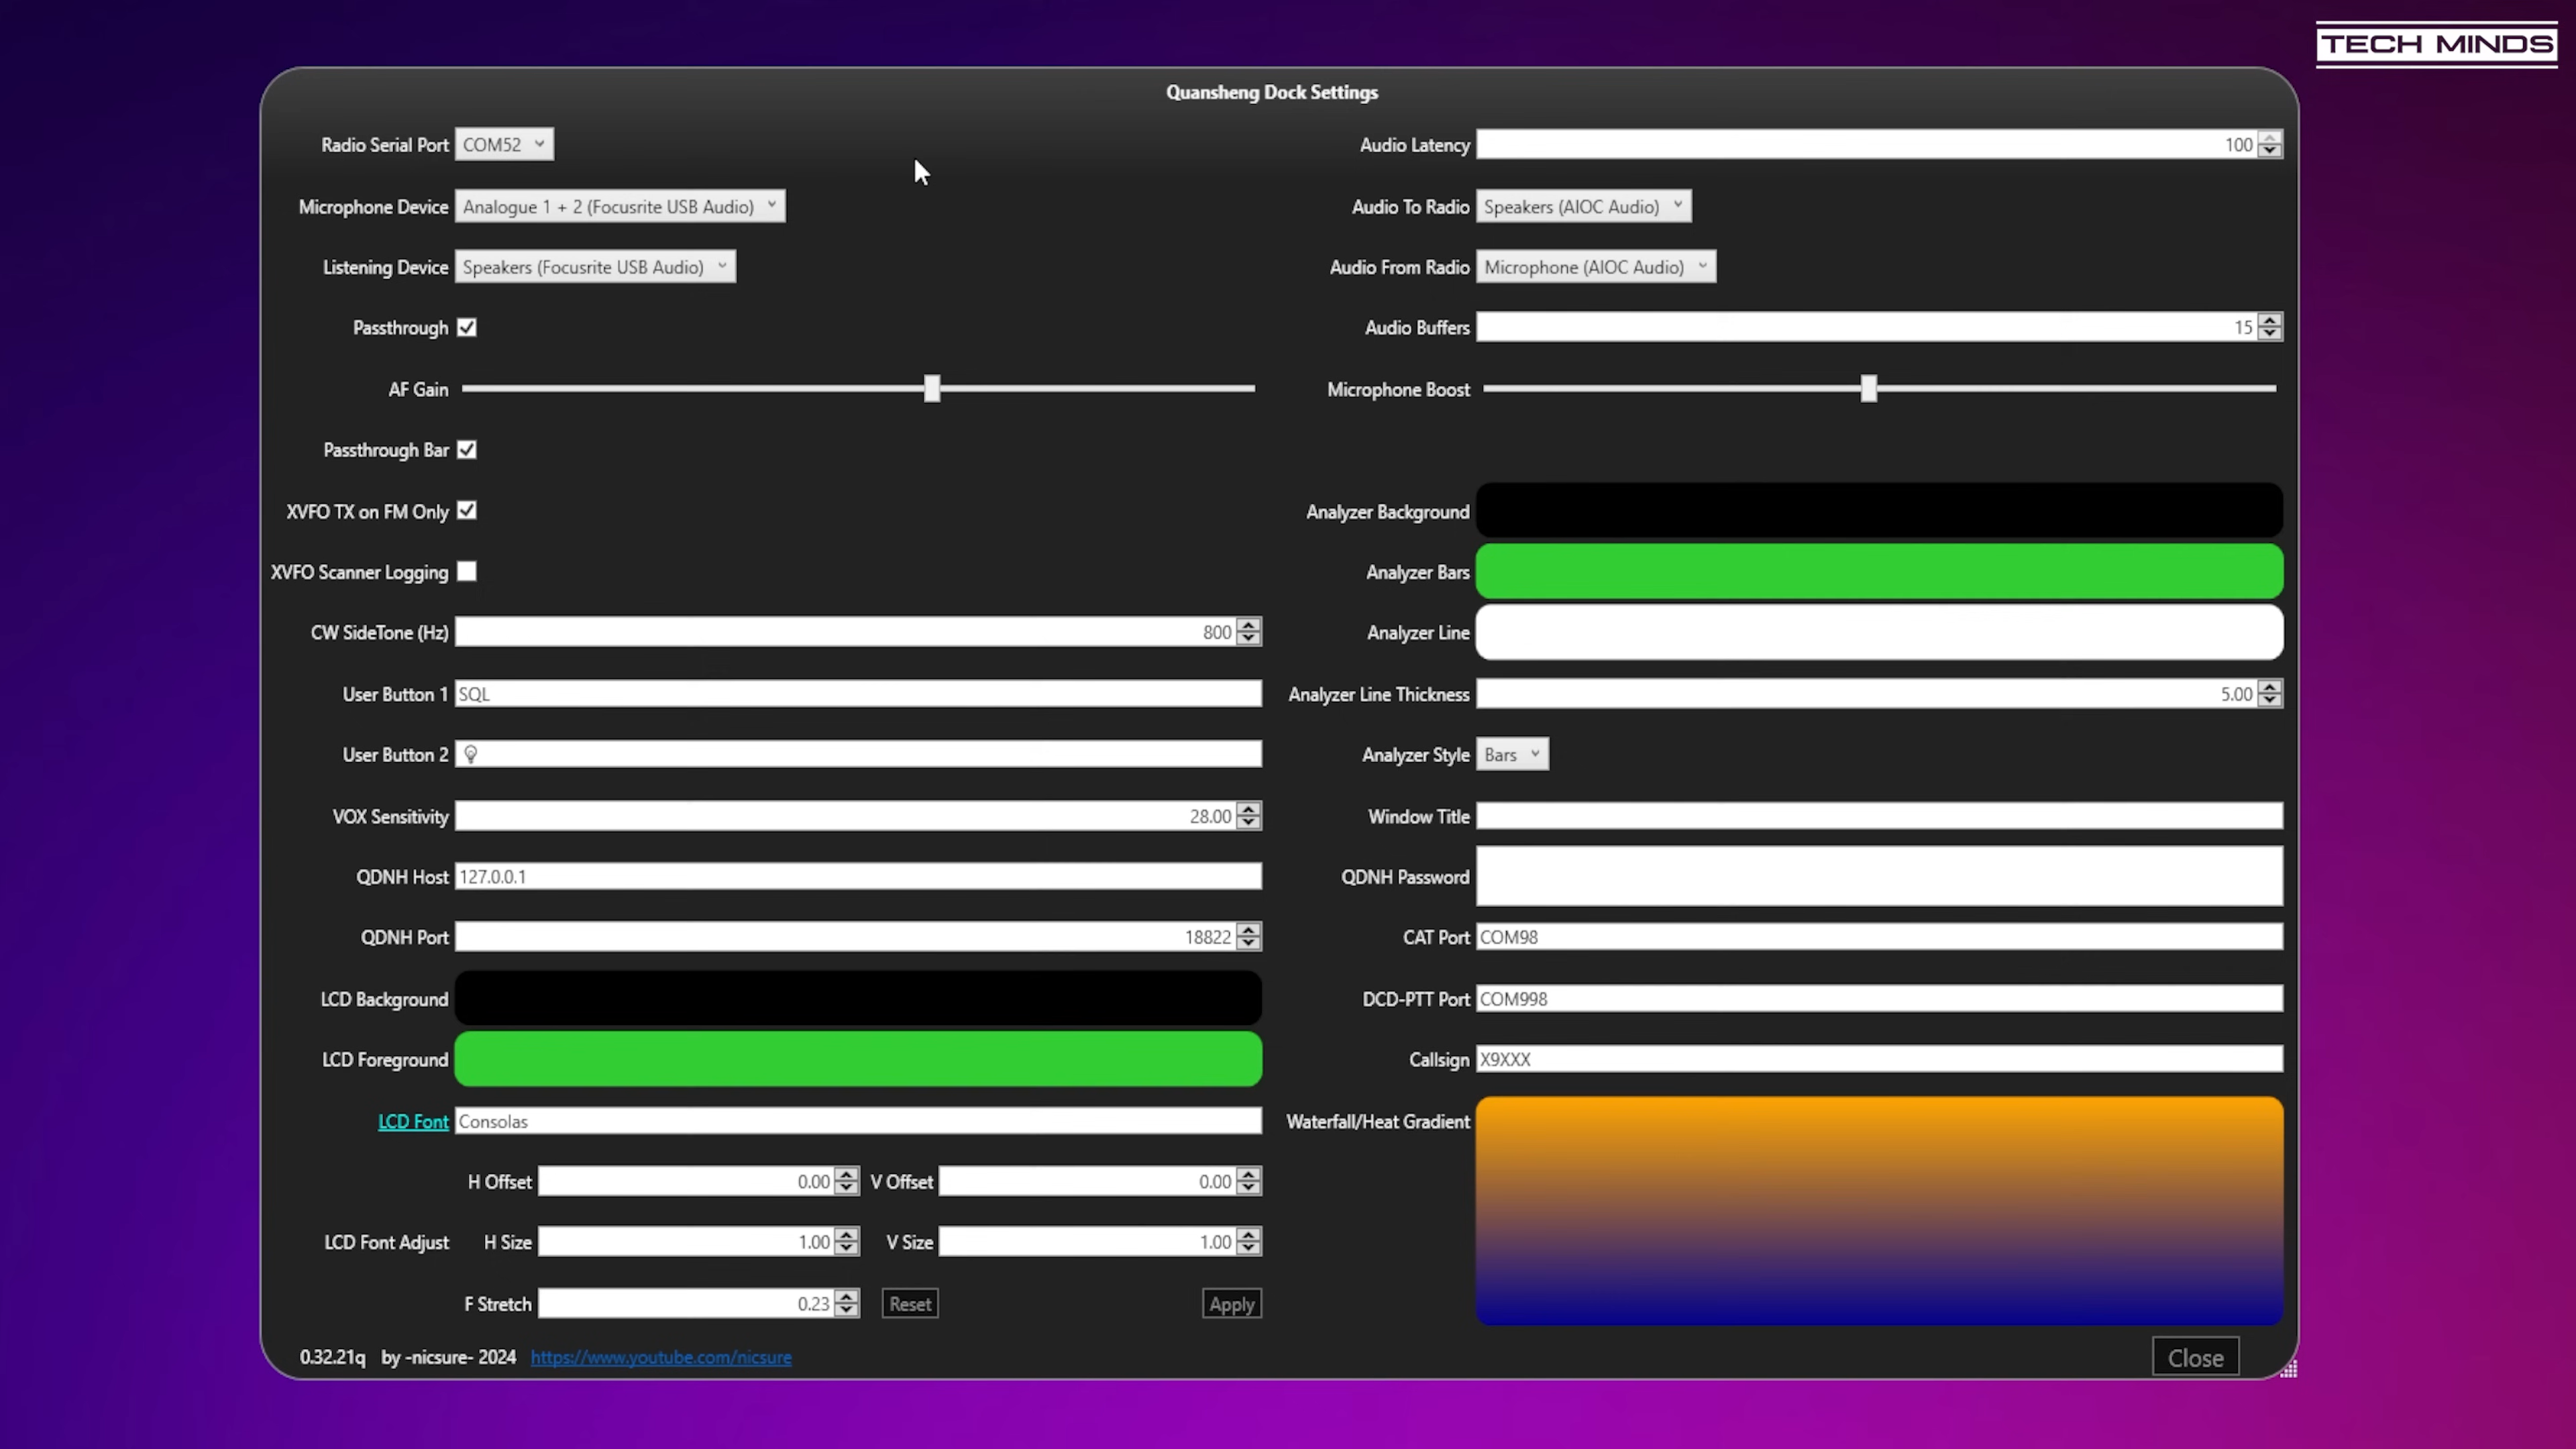 TECH MINDS
Quansheng Dock Settings
Radio Serial Port COM52
Audio Latency 100
Microphone Device Analogue 1 + 2 (Focusrite USB Audio)
Audio To Radio Speakers (AIOC Audio)
Listening Device Speakers (Focusrite USB Audio)
Audio From Radio Microphone (AIOC Audio)
Passthrough
Audio Buffers 15
AF Gain
Microphone Boost
Passthrough Bar
XVFO TX on FM Only
Analyzer Background
XVFO Scanner Logging
Analyzer Bars
CW SideTone (Hz) 800
Analyzer Line
User Button 1 SQL
Analyzer Line Thickness 5.00
User Button 2
Analyzer Style Bars
VOX Sensitivity 28.00
Window Title
QDNH Host 127.0.0.1
QDNH Password
QDNH Port 18822
CAT Port COM98
LCD Background
DCD-PTT Port COM998
LCD Foreground
Callsign X9XXX
LCD Font Consolas
Waterfall/Heat Gradient
H Offset 0.00 V Offset 0.00
LCD Font Adjust H Size 1.00 V Size 1.00
F Stretch 0.23 Reset Apply
0.32.21q by -nicsure- 2024 https://www.youtube.com/nicsure
Close